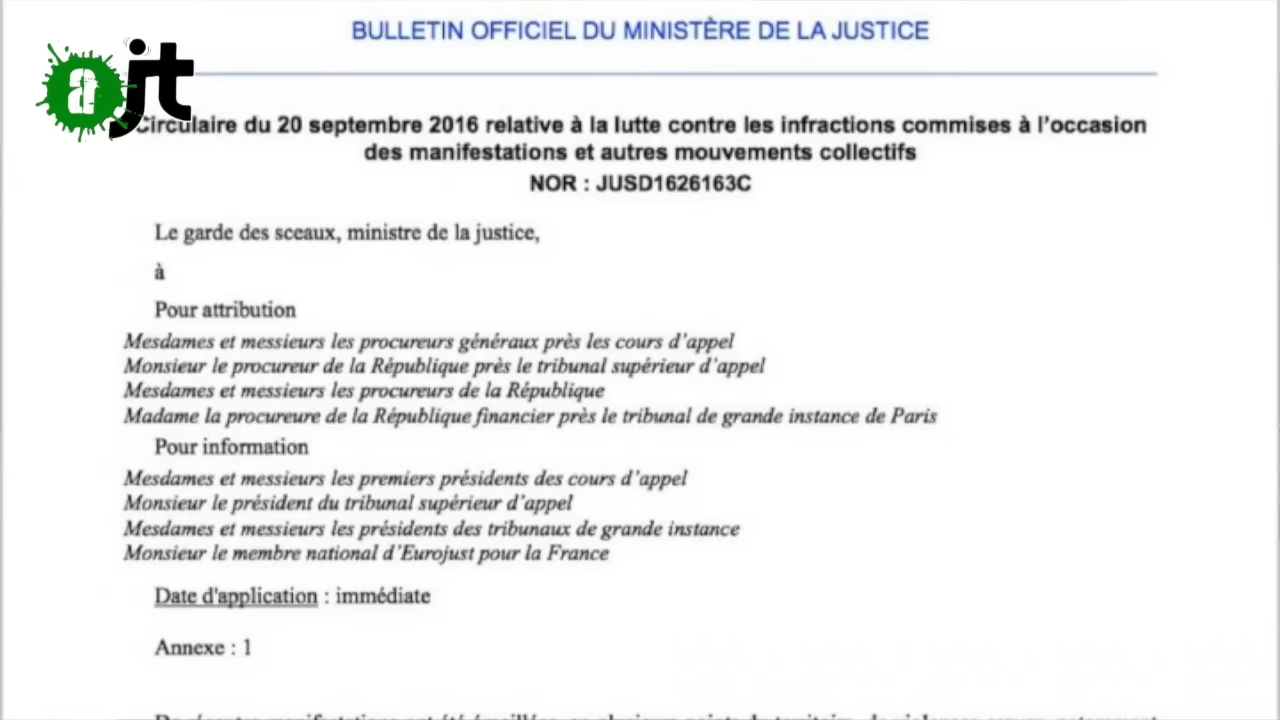 BULLETIN OFFICIEL DU MINISTÈRE DE LA JUSTICE
ajt
Circulaire du 20 septembre 2016 relative à la lutte contre les infractions commises à l'occasion
des manifestations et autres mouvements collectifs
NOR : JUSD1626163C
Le garde des sceaux, ministre de la justice,
à
Pour attribution
Mesdames et messieurs les procureurs généraux près les cours d'appel
Monsieur le procureur de la République près le tribunal supérieur d'appel
Mesdames et messieurs les procureurs de la République
Madame la procureure de la République financier près le tribunal de grande instance de Paris
Pour information
Mesdames et messieurs les premiers présidents des cours d'appel
Monsieur le président du tribunal supérieur d'appel
Mesdames et messieurs les présidents des tribunaux de grande instance
Monsieur le membre national d'Eurojust pour la France
Date d'application : immédiate
Annexe : 1